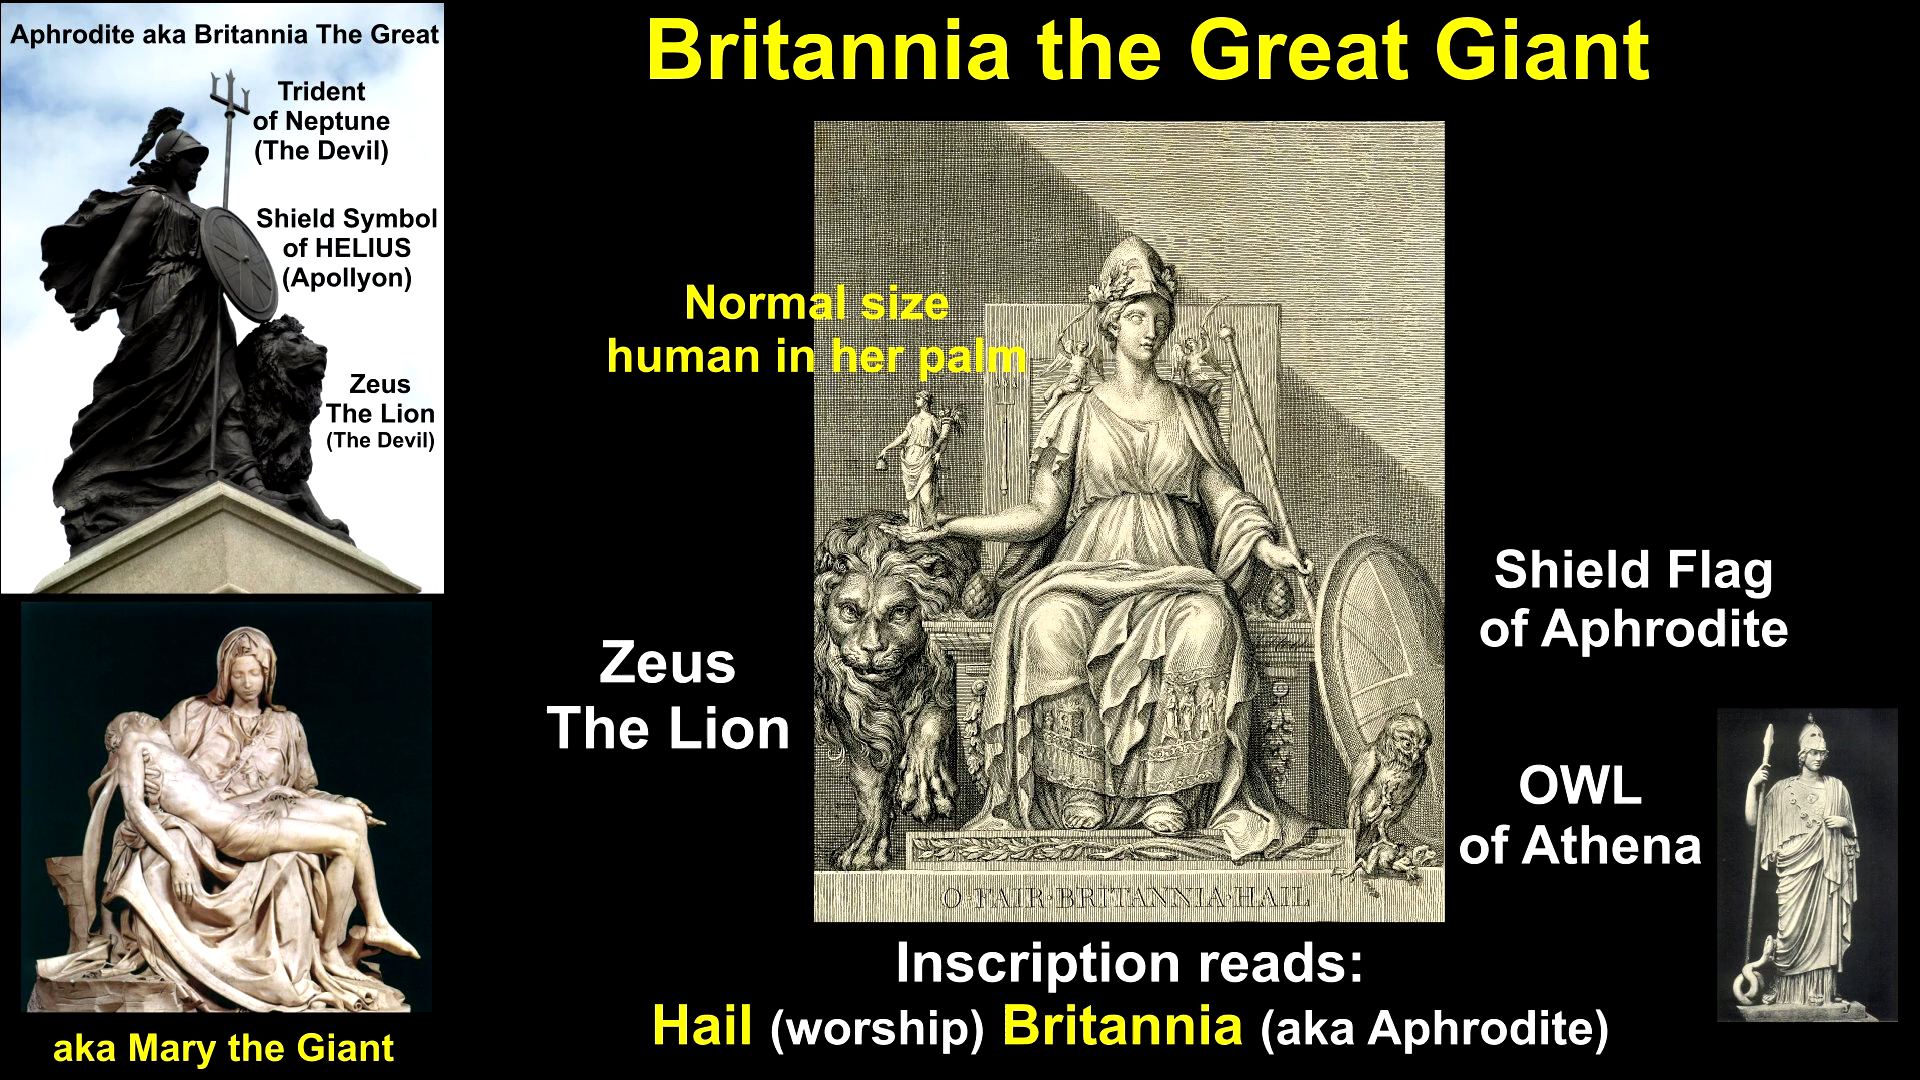 Aphrodite aka Britannia The Great
Trident
of Neptune
(The Devil)
Shield Symbol
of HELIUS
(Apollyon)
Zeus
The Lion
(The Devil)
aka Mary the Giant
Britannia the Great Giant
Normal size
human in her palm
Zeus
The Lion
Shield Flag
of Aphrodite
OWL
of Athena
O·FAIR·BRITANNIA·HAIL
Inscription reads:
Hail (worship) Britannia (aka Aphrodite)